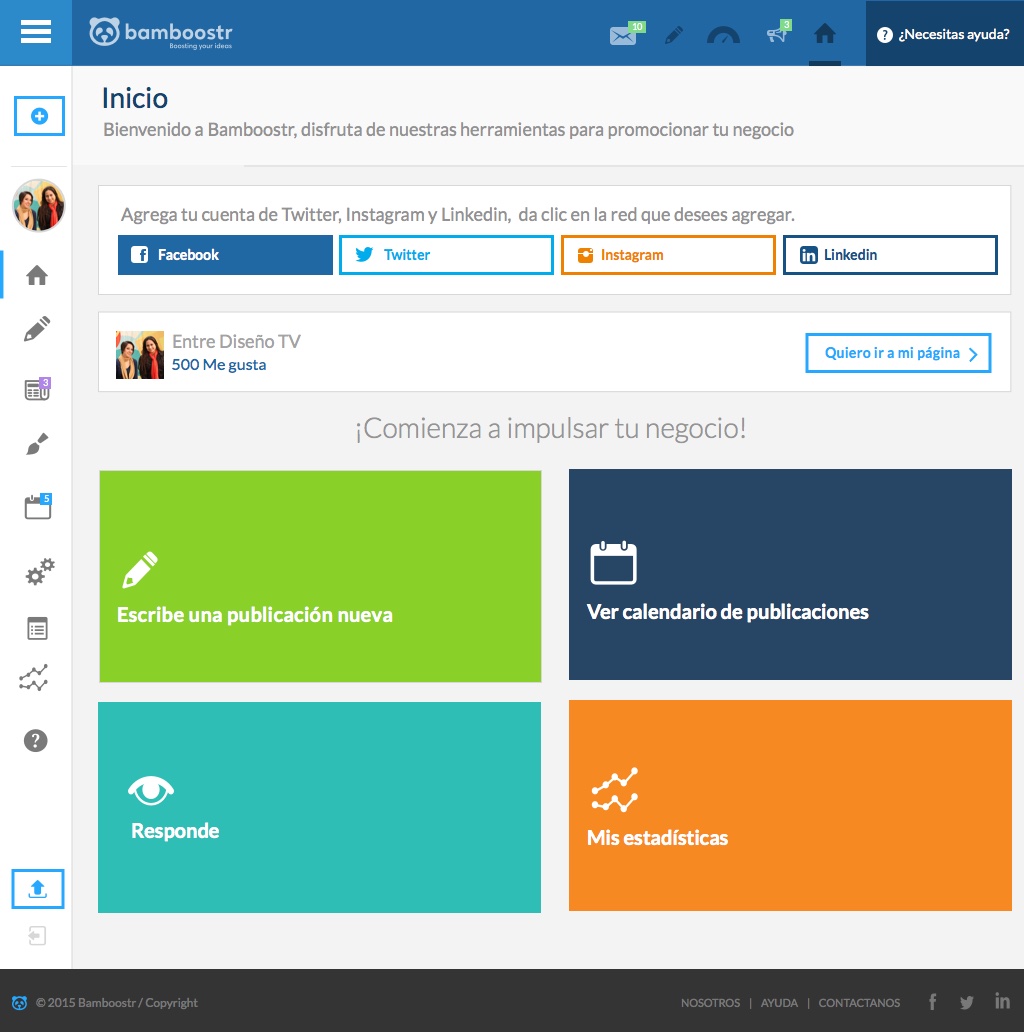 bamboostr
Boosting your ideas
10
3
¿Necesitas ayuda?
Inicio
Bienvenido a Bamboostr, disfruta de nuestras herramientas para promocionar tu negocio
Agrega tu cuenta de Twitter, Instagram y Linkedin, da clic en la red que desees agregar.
Facebook
Twitter
Instagram
Linkedin
Entre Diseño TV
500 Me gusta
Quiero ir a mi página
3
5
¡Comienza a impulsar tu negocio!
Escribe una publicación nueva
Ver calendario de publicaciones
Responde
Mis estadísticas
© 2015 Bamboostr / Copyright
NOSOTROS | AYUDA | CONTACTANOS